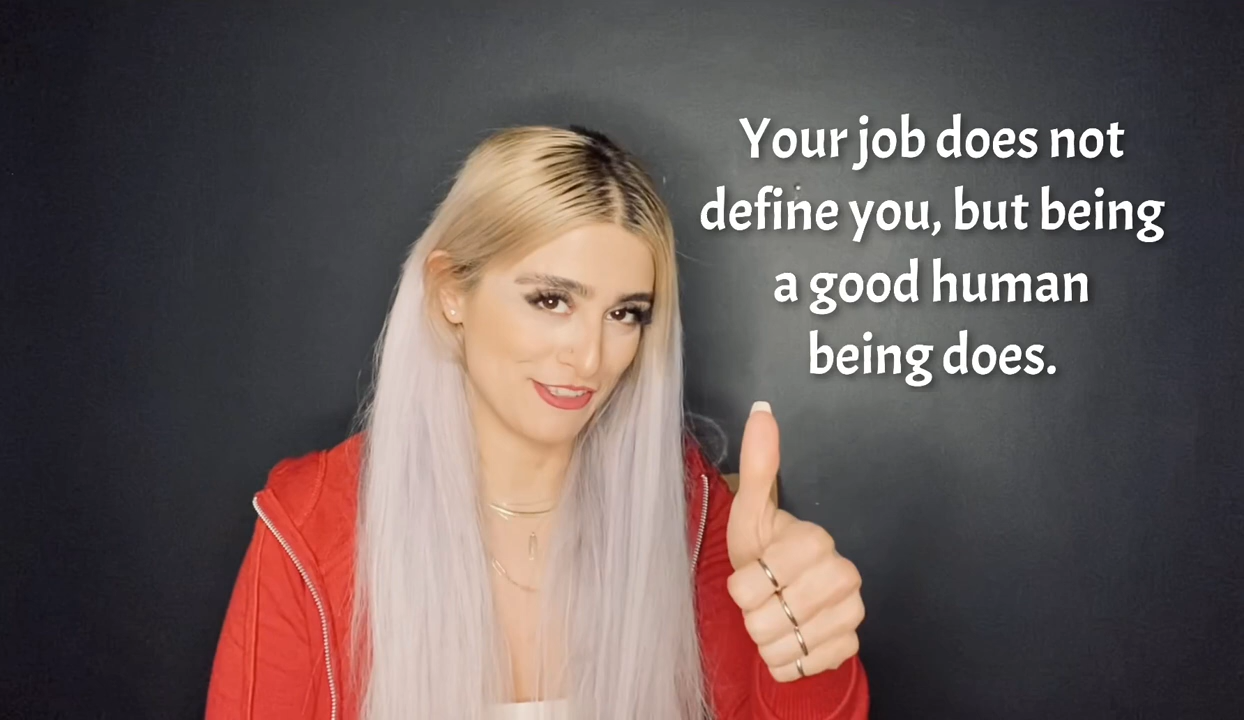 Your job does not
define you, but being
a good human
being does.